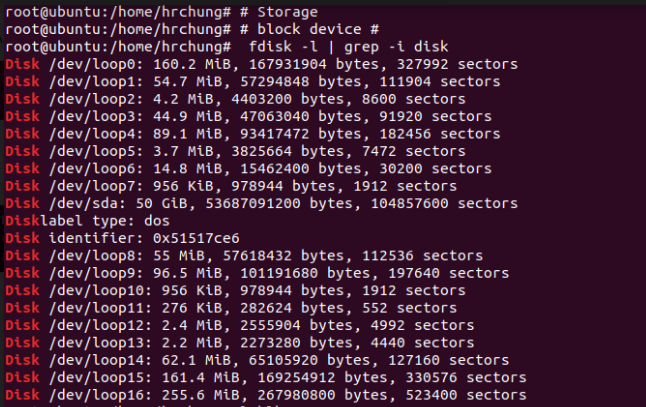 root@ubuntu:/home/hrchung# # Storage
root@ubuntu:/home/hrchung# # block device #
root@ubuntu:/home/hrchung#  fdisk -l | grep -i disk
Disk /dev/loop0: 160.2 MiB, 167931904 bytes, 327992 sectors
Disk /dev/loop1: 54.7 MiB, 57294848 bytes, 111904 sectors
Disk /dev/loop2: 4.2 MiB, 4403200 bytes, 8600 sectors
Disk /dev/loop3: 44.9 MiB, 47063040 bytes, 91920 sectors
Disk /dev/loop4: 89.1 MiB, 93417472 bytes, 182456 sectors
Disk /dev/loop5: 3.7 MiB, 3825664 bytes, 7472 sectors
Disk /dev/loop6: 14.8 MiB, 15462400 bytes, 30200 sectors
Disk /dev/loop7: 956 KiB, 978944 bytes, 1912 sectors
Disk /dev/sda: 50 GiB, 53687091200 bytes, 104857600 sectors
Disklabel type: dos
Disk identifier: 0x51517ce6
Disk /dev/loop8: 55 MiB, 57618432 bytes, 112536 sectors
Disk /dev/loop9: 96.5 MiB, 101191680 bytes, 197640 sectors
Disk /dev/loop10: 956 KiB, 978944 bytes, 1912 sectors
Disk /dev/loop11: 276 KiB, 282624 bytes, 552 sectors
Disk /dev/loop12: 2.4 MiB, 2555904 bytes, 4992 sectors
Disk /dev/loop13: 2.2 MiB, 2273280 bytes, 4440 sectors
Disk /dev/loop14: 62.1 MiB, 65105920 bytes, 127160 sectors
Disk /dev/loop15: 161.4 MiB, 169254912 bytes, 330576 sectors
Disk /dev/loop16: 255.6 MiB, 267980800 bytes, 523400 sectors